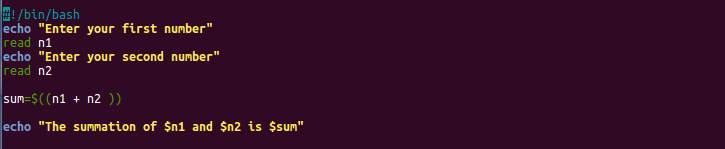 #!/bin/bash
echo "Enter your first number"
read n1
echo "Enter your second number"
read n2
sum=$((n1 + n2 ))
echo "The summation of $n1 and $n2 is $sum"